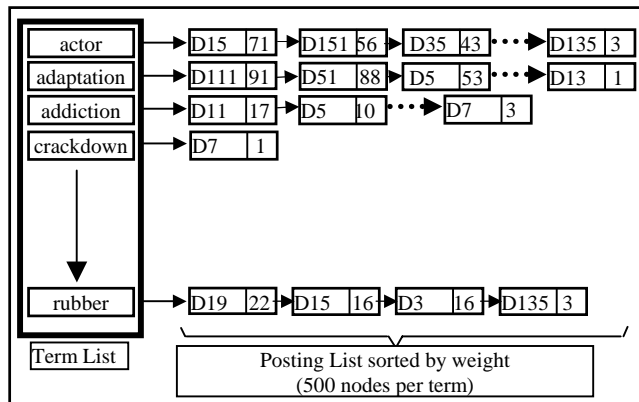 actor D15 71 D151 56 D35 43 D135 3
adaptation D111 91 D51 88 D5 53 D13 1
addiction D11 17 D5 10 D7 3
crackdown D7 1
rubber D19 22 D15 16 D3 16 D135 3
Term List
Posting List sorted by weight
(500 nodes per term)